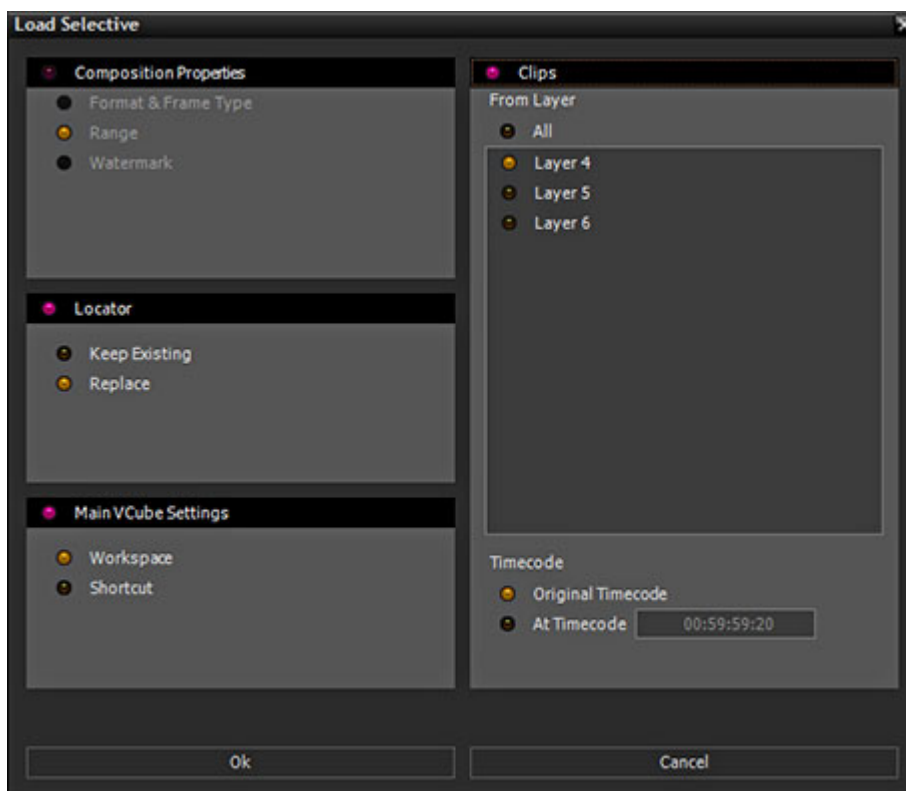 Load Selective
Composition Properties
Format & Frame Type
Range
Watermark
Locator
Keep Existing
Replace
Main VCube Settings
Workspace
Shortcut
Clips
From Layer
All
Layer 4
Layer 5
Layer 6
Timecode
Original Timecode
At Timecode 00:59:59:20
Ok
Cancel